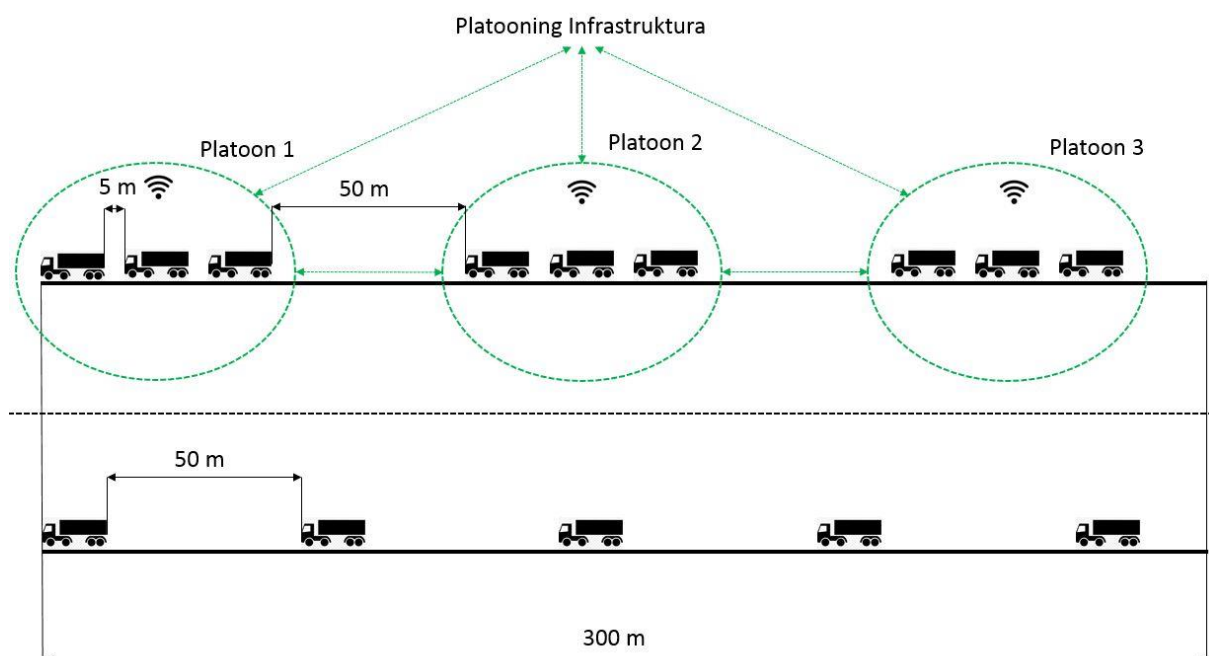 Platooning Infrastruktura
Platoon 1
Platoon 2
Platoon 3
5 m
50 m
50 m
300 m